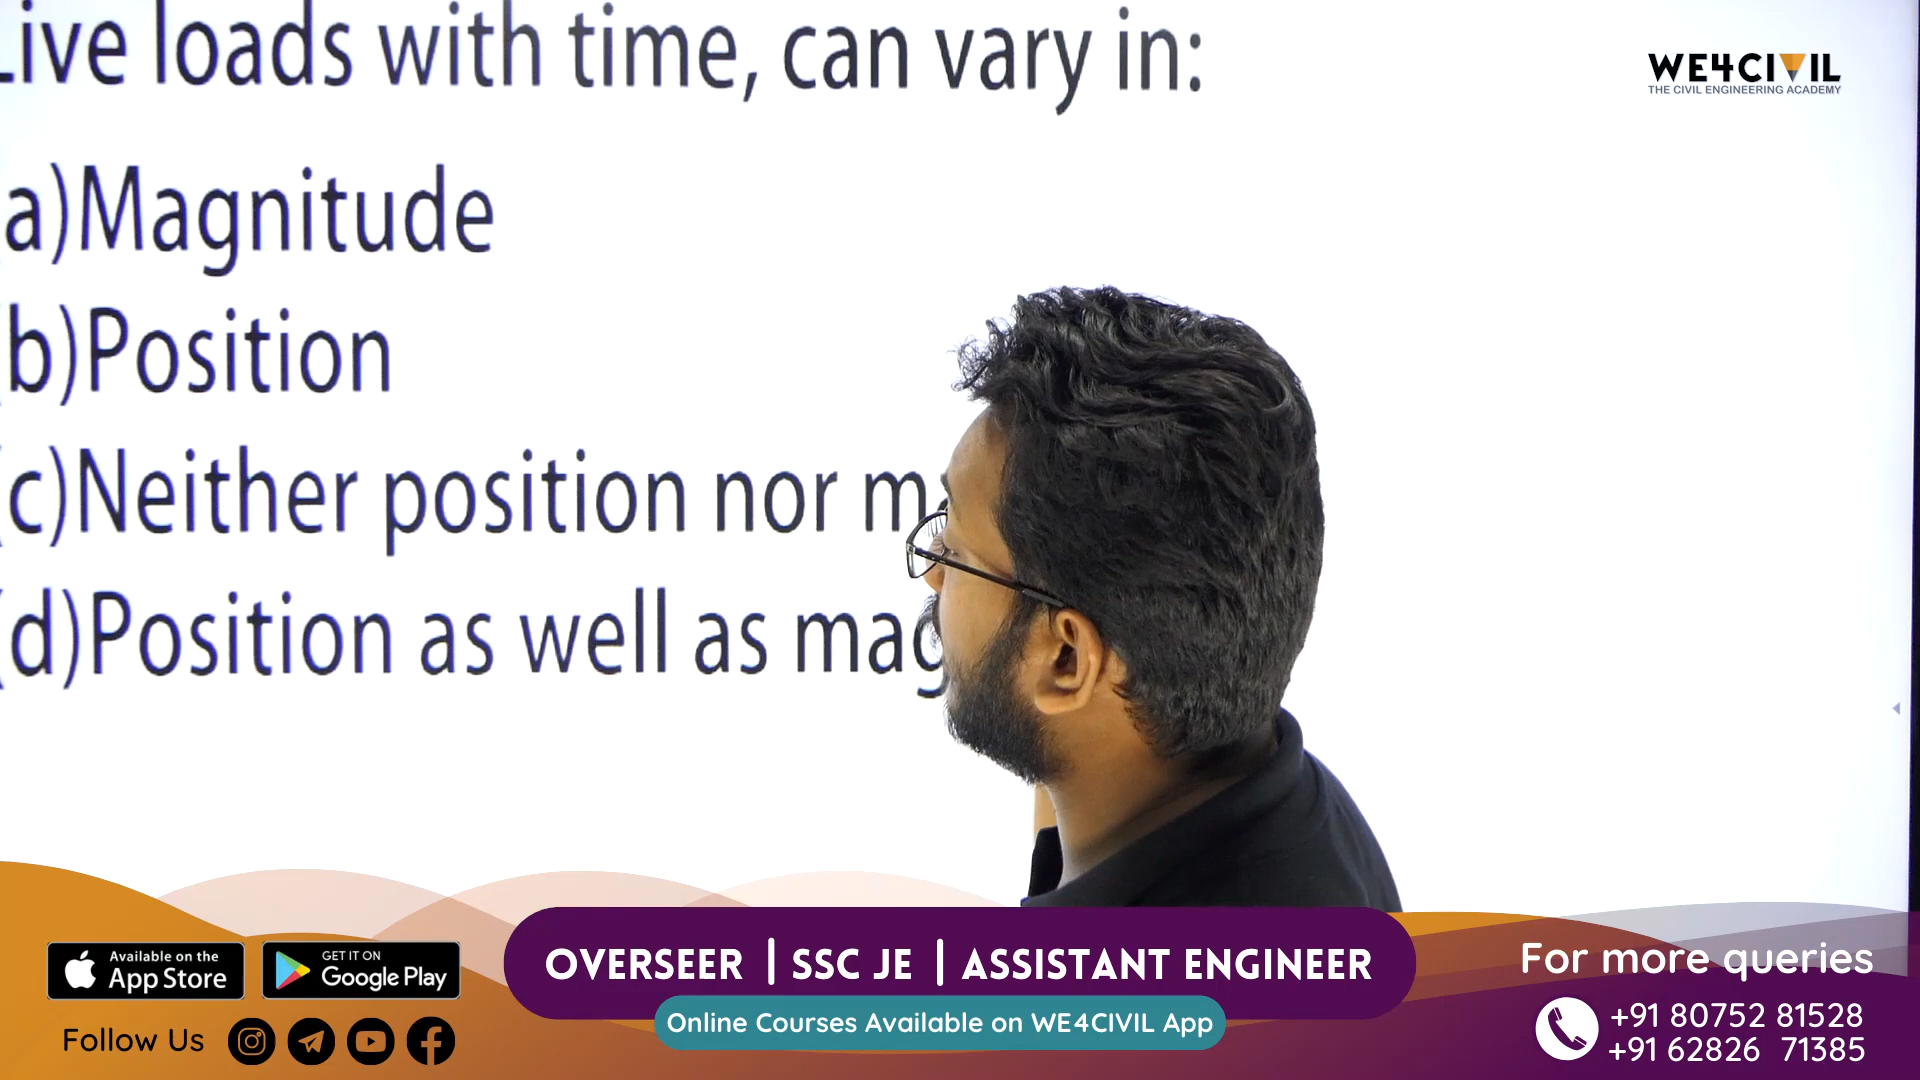 Live loads with time, can vary in:
WE4CIVIL
THE CIVIL ENGINEERING ACADEMY
a)Magnitude
(b)Position
(c)Neither position nor
(d)Position as well as
Available on the
App Store
GET IT ON
Google Play
Follow Us
OVERSEER | SSC JE | ASSISTANT ENGINEER
Online Courses Available on WE4CIVIL App
For more queries
+91 80752 81528
+91 62826 71385